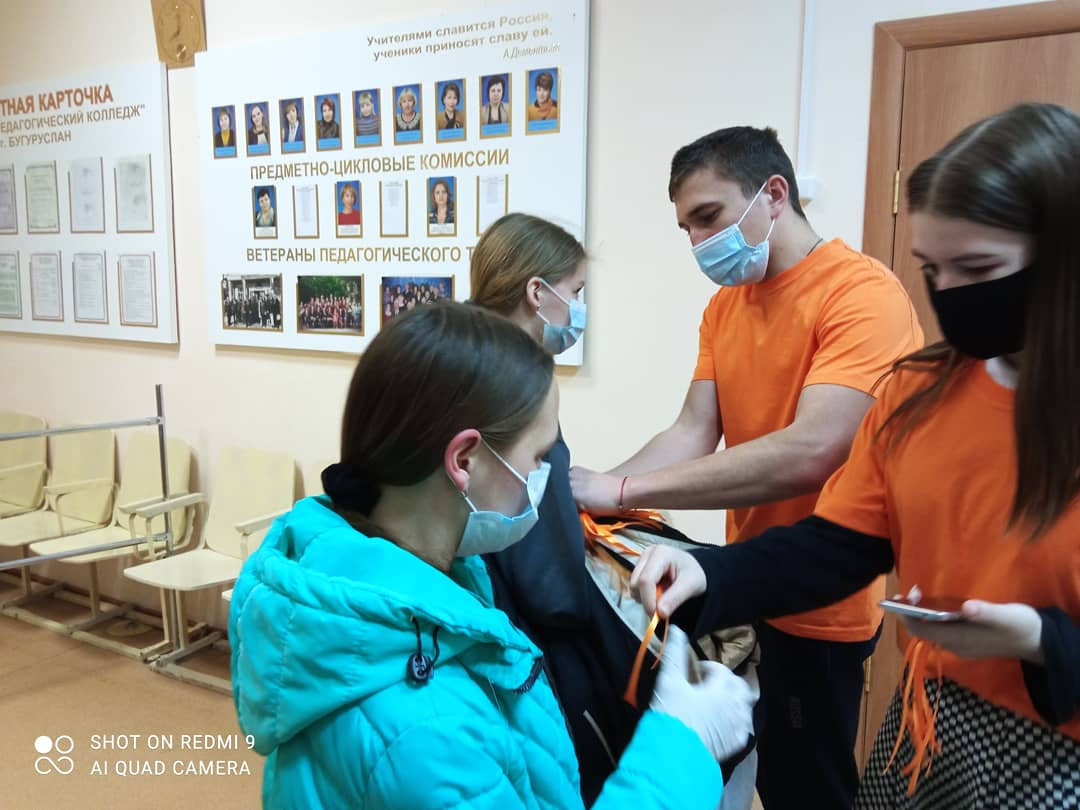 ТНАЯ КАРТОЧКА
ЕДАГОГИЧЕСКИЙ КОЛЛЕДЖ"
г. БУГУРУСЛАН
Учителями славится Россия,
ученики приносят славу ей.
ПРЕДМЕТНО-ЦИКЛОВЫЕ КОМИССИИ
ВЕТЕРАНЫ ПЕДАГОГИЧЕСКОГО Т
SHOT ON REDMI 9
AI QUAD CAMERA